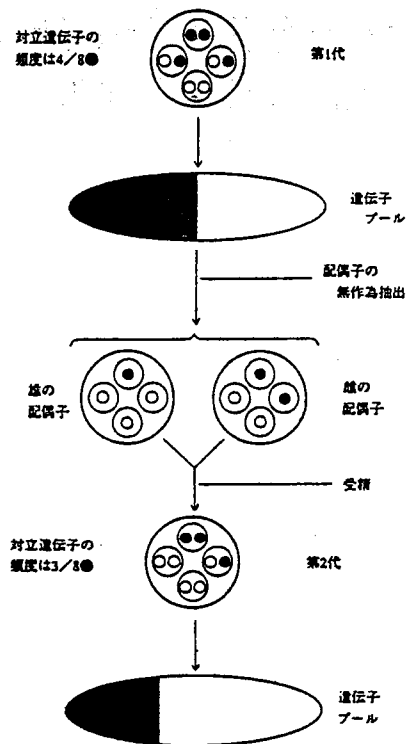 対立遺伝子の
頻度は4/8●
第1代
遺伝子
プール
配偶子の
無作為抽出
雄の
配偶子
雄の
配偶子
受精
対立遺伝子の
頻度は3/8●
第2代
遺伝子
プール